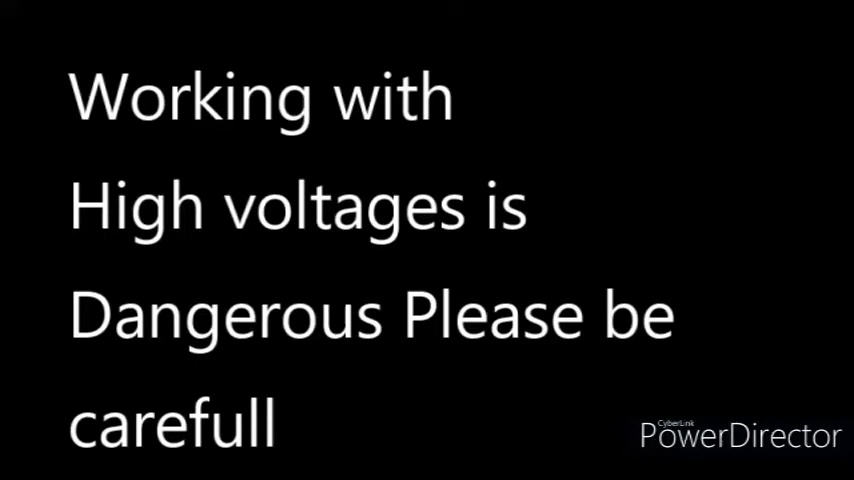 Working with
High voltages is
Dangerous Please be
carefull
CyberLink
PowerDirector